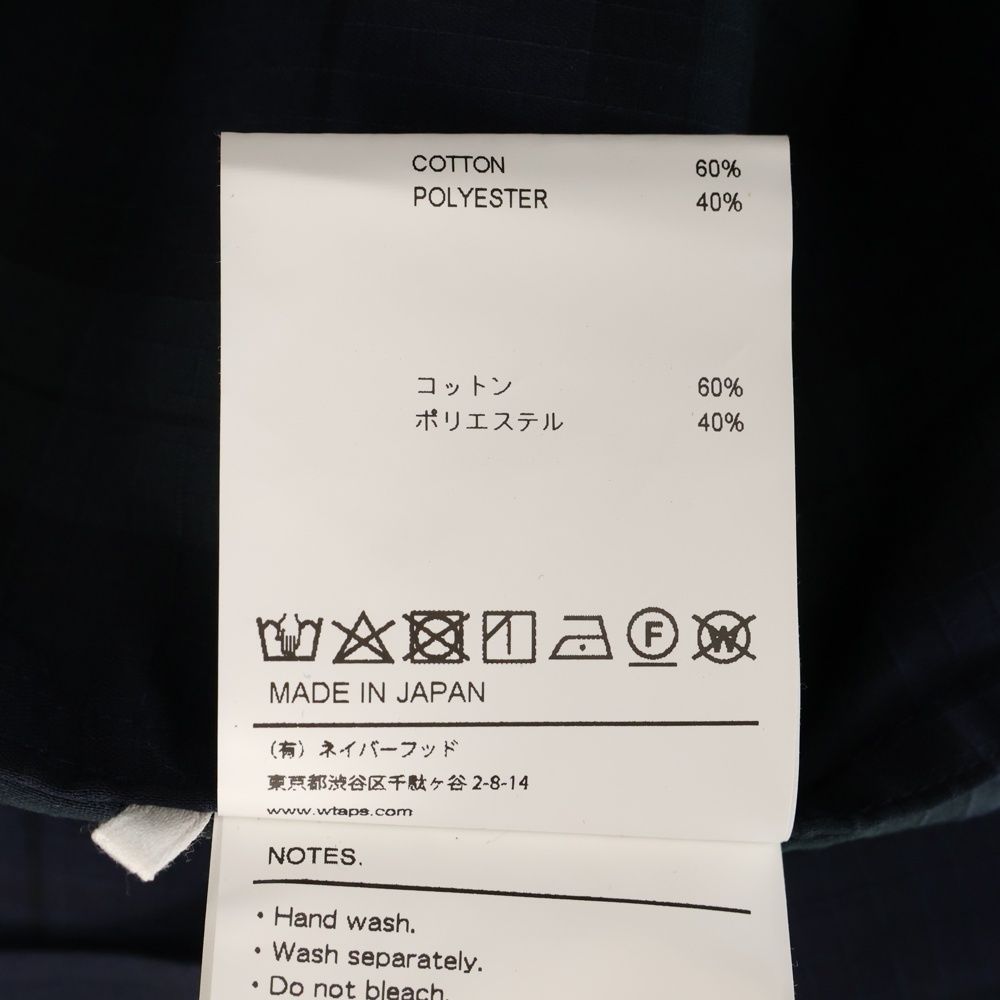 COTTON 60%
POLYESTER 40%
コットン 60%
ポリエステル 40%
F W
MADE IN JAPAN
(有) ネイバーフッド
東京都渋谷区千駄ヶ谷 2-8-14
www.wtaps.com
NOTES.
・Hand wash.
・Wash separately.
・Do not bleach.